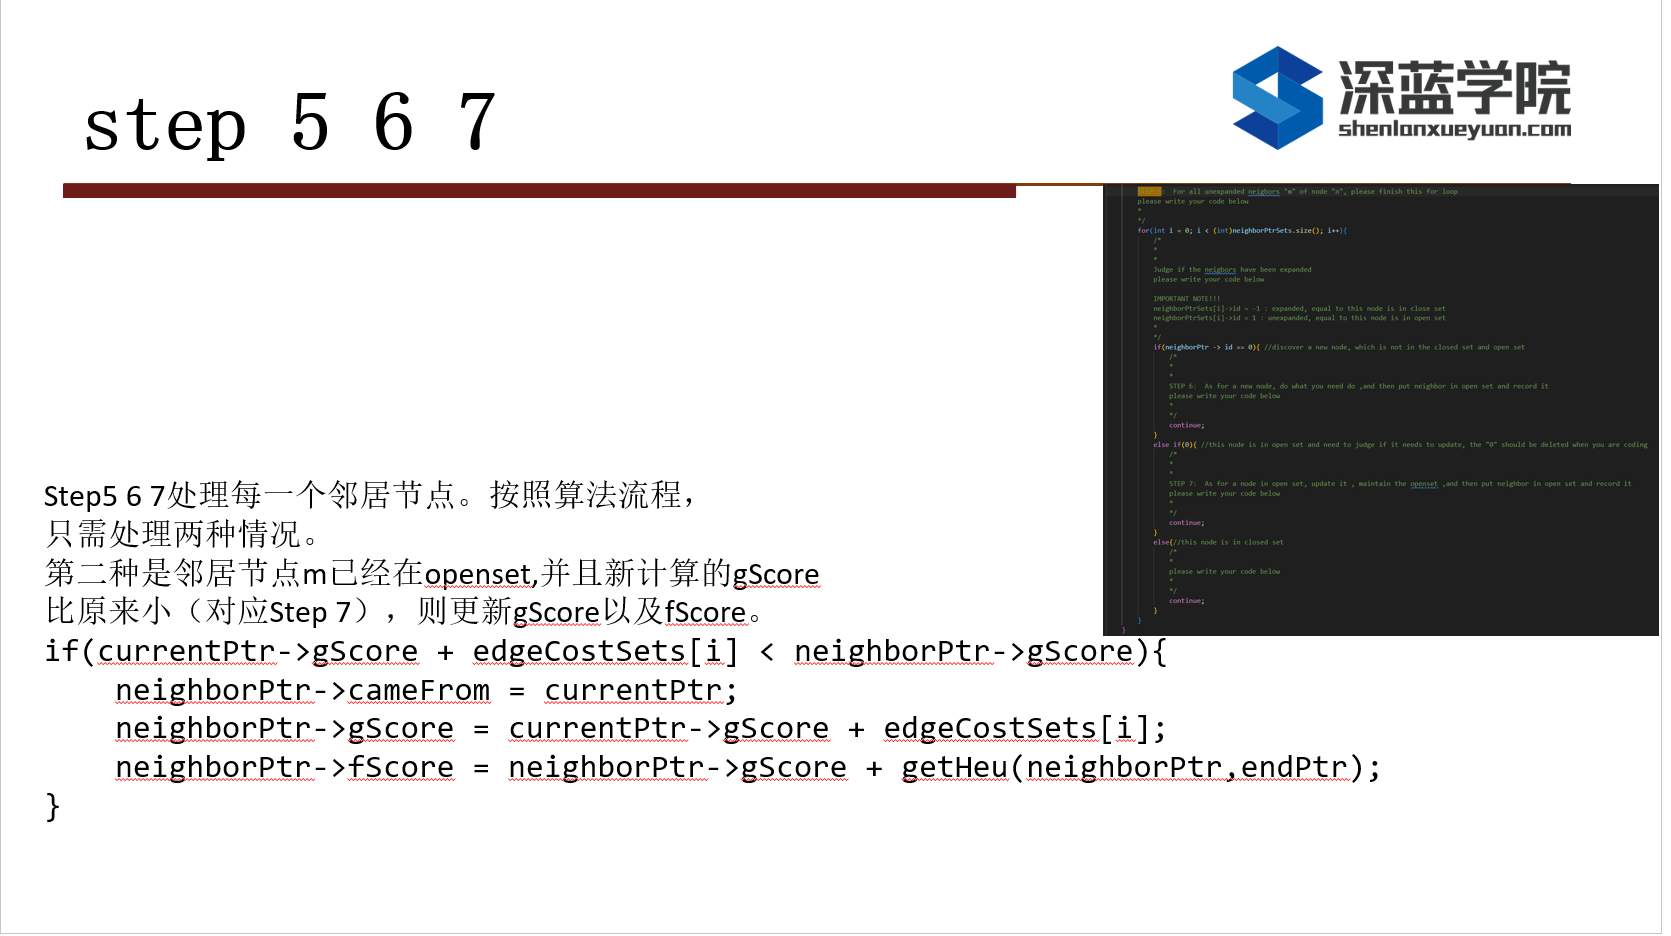 step 5 6 7
深蓝学院
shenlanxueyuan.com
STEP 5: For all unexpanded neigbors "m" of node "n", please finish this for loop
please write your code below
*
*/
for(int i = 0; i < (int)neighborPtrSets.size(); i++){
/*
*
*
Judge if the neigbors have been expanded
please write your code below
IMPORTANT NOTE!!!
neighborPtrSets[i]->id = -1 : expanded, equal to this node is in close set
neighborPtrSets[i]->id = 1 : unexpanded, equal to this node is in open set
*
*/
if(neighborPtr -> id == 0){ //discover a new node, which is not in the closed set and open set
/*
*
*
STEP 6: As for a new node, do what you need do ,and then put neighbor in open set and record it
please write your code below
*
*/
continue;
}
else if(0){ //this node is in open set and need to judge if it needs to update, the "0" should be deleted when you are coding
/*
*
*
STEP 7: As for a node in open set, update it , maintain the openset ,and then put neighbor in open set and record it
please write your code below
*
*/
continue;
}
else{//this node is in closed set
/*
*
please write your code below
*
*/
continue;
}
}
}
Step5 6 7处理每一个邻居节点。按照算法流程，
只需处理两种情况。
第二种是邻居节点m已经在openset,并且新计算的gScore
比原来小（对应Step 7），则更新gScore以及fScore。
if(currentPtr->gScore + edgeCostSets[i] < neighborPtr->gScore){
neighborPtr->cameFrom = currentPtr;
neighborPtr->gScore = currentPtr->gScore + edgeCostSets[i];
neighborPtr->fScore = neighborPtr->gScore + getHeu(neighborPtr,endPtr);
}